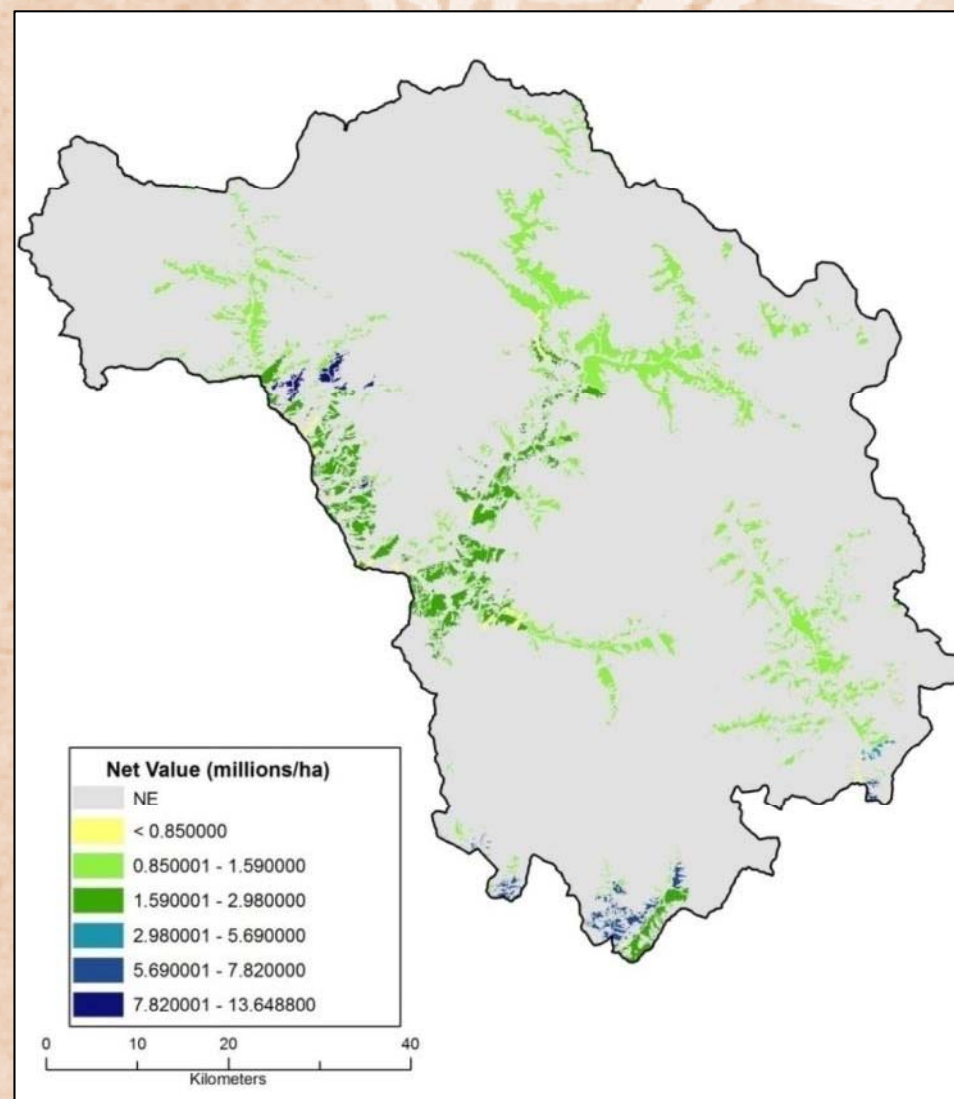 Net Value (millions/ha)
NE
< 0.850000
0.850001 - 1.590000
1.590001 - 2.980000
2.980001 - 5.690000
5.690001 - 7.820000
7.820001 - 13.648800
0 10 20 40
Kilometers